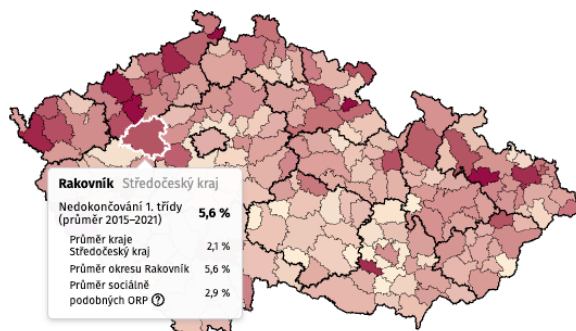 Rakovník Středočeský kraj
Nedokončování 1. třídy
(průměr 2015–2021) 5,6 %
Průměr kraje
Středočeský kraj 2,1 %
Průměr okresu Rakovník 5,6 %
Průměr sociálně
podobných ORP ? 2,9 %